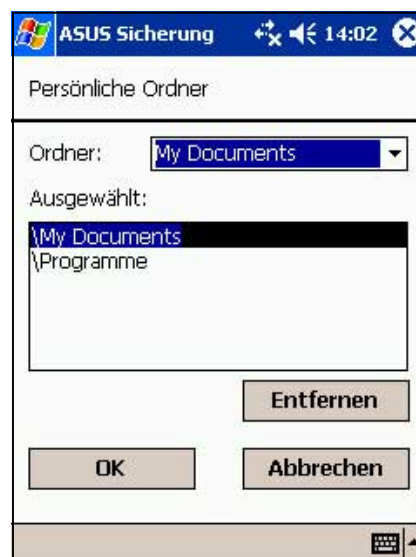 ASUS Sicherung 14:02
Persönliche Ordner
Ordner: My Documents
Ausgewählt:
\My Documents
\Programme
Entfernen
OK Abbrechen